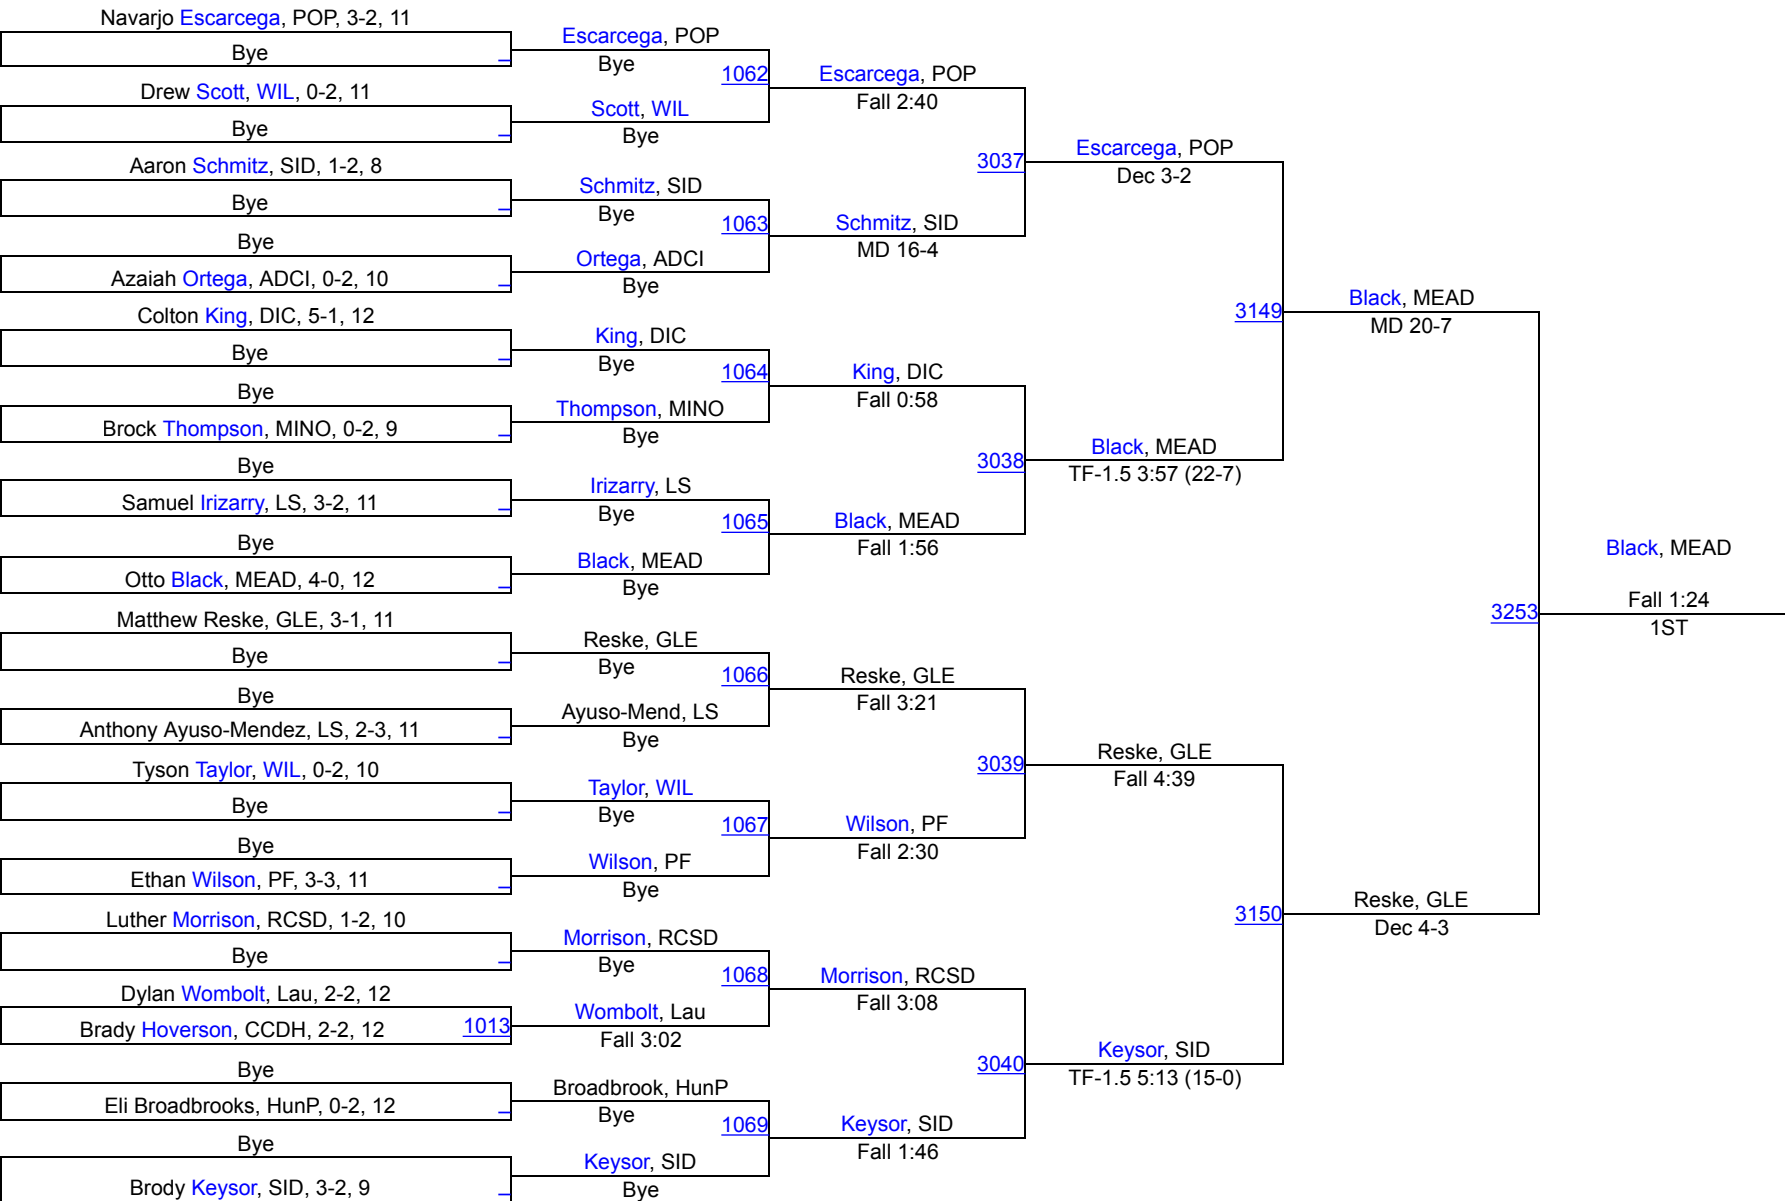 Navarjo Escarcega, POP, 3-2, 11
Bye
Drew Scott, WIL, 0-2, 11
Bye
Aaron Schmitz, SID, 1-2, 8
Bye
Bye
Azaiah Ortega, ADCI, 0-2, 10
Colton King, DIC, 5-1, 12
Bye
Bye
Brock Thompson, MINO, 0-2, 9
Bye
Samuel Irizarry, LS, 3-2, 11
Bye
Otto Black, MEAD, 4-0, 12
Matthew Reske, GLE, 3-1, 11
Bye
Bye
Anthony Ayuso-Mendez, LS, 2-3, 11
Tyson Taylor, WIL, 0-2, 10
Bye
Bye
Ethan Wilson, PF, 3-3, 11
Luther Morrison, RCSD, 1-2, 10
Bye
Dylan Wombolt, Lau, 2-2, 12
Brady Hoverson, CCDH, 2-2, 12 1013
Bye
Eli Broadbrooks, HunP, 0-2, 12
Bye
Brody Keysor, SID, 3-2, 9
Escarcega, POP
Bye
1062
Scott, WIL
Bye
Schmitz, SID
Bye
1063
Ortega, ADCI
Bye
King, DIC
Bye
1064
Thompson, MINO
Bye
Irizarry, LS
Bye
1065
Black, MEAD
Bye
Reske, GLE
Bye
1066
Ayuso-Mend, LS
Bye
Taylor, WIL
Bye
1067
Wilson, PF
Bye
Morrison, RCSD
Bye
1068
Wombolt, Lau
Fall 3:02
Broadbrook, HunP
Bye
1069
Keysor, SID
Bye
Escarcega, POP
Fall 2:40
3037
Schmitz, SID
MD 16-4
King, DIC
Fall 0:58
3038
Black, MEAD
Fall 1:56
Reske, GLE
Fall 3:21
3039
Wilson, PF
Fall 2:30
Morrison, RCSD
Fall 3:08
3040
Keysor, SID
Fall 1:46
Escarcega, POP
Dec 3-2
3149
Black, MEAD
TF-1.5 3:57 (22-7)
Reske, GLE
Fall 4:39
3150
Keysor, SID
TF-1.5 5:13 (15-0)
Black, MEAD
MD 20-7
3253
Reske, GLE
Dec 4-3
Black, MEAD
Fall 1:24
1ST